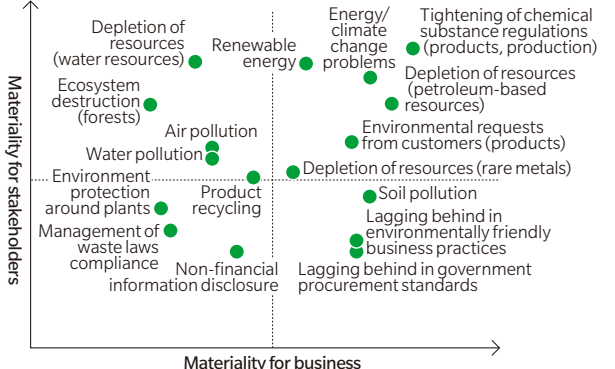 Depletion of
resources
(water resources)
Renewable
energy
Energy/
climate
change
problems
Tightening of chemical
substance regulations
(products, production)
Ecosystem
destruction
(forests)
Depletion of resources
(petroleum-based
resources)
Air pollution
Water pollution
Environmental requests
from customers (products)
Depletion of resources (rare metals)
Environment
protection
around plants
Product
recycling
Soil pollution
Management of
waste laws
compliance
Lagging behind in
environmentally friendly
business practices
Non-financial
information disclosure
Lagging behind in government
procurement standards
Materiality for stakeholders
Materiality for business